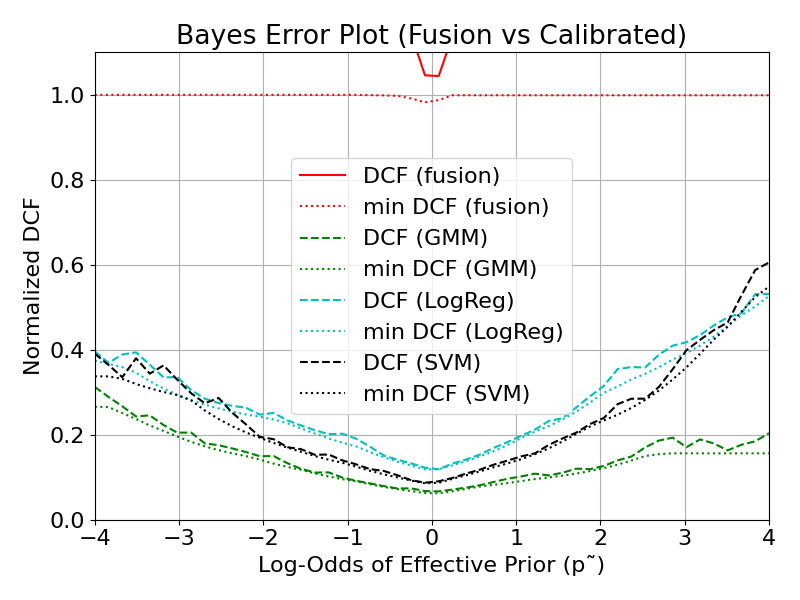 Bayes Error Plot (Fusion vs Calibrated)
1.0
0.8
0.6
0.4
0.2
0.0
Normalized DCF
DCF (fusion)
min DCF (fusion)
DCF (GMM)
min DCF (GMM)
DCF (LogReg)
min DCF (LogReg)
DCF (SVM)
min DCF (SVM)
−4 −3 −2 −1 0 1 2 3 4
Log-Odds of Effective Prior (p˜)